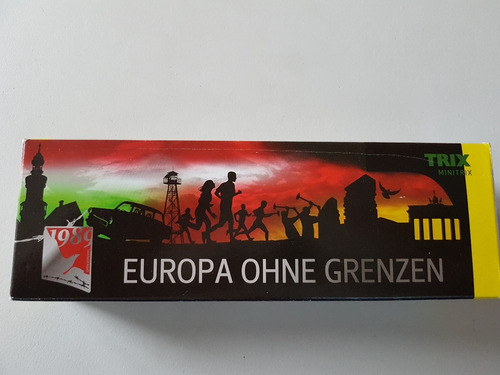 TRIX
MINITRIX
1989
EUROPA OHNE GRENZEN